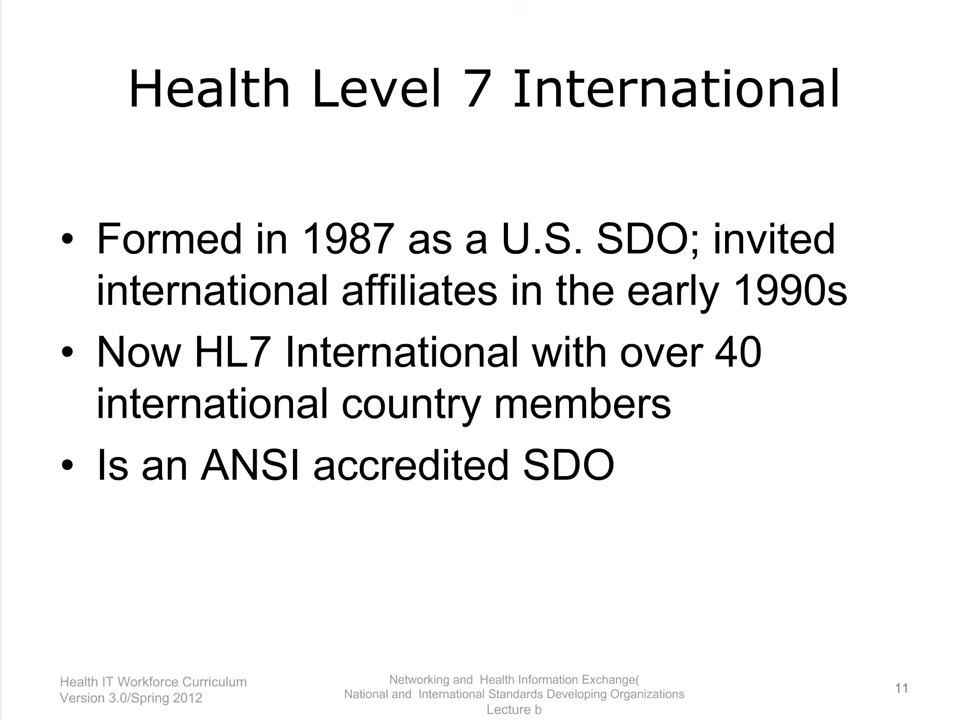 Health Level 7 International
• Formed in 1987 as a U.S. SDO; invited
international affiliates in the early 1990s
• Now HL7 International with over 40
international country members
• Is an ANSI accredited SDO
Health IT Workforce Curriculum
Version 3.0/Spring 2012
Networking and Health Information Exchange(
National and International Standards Developing Organizations
Lecture b
11